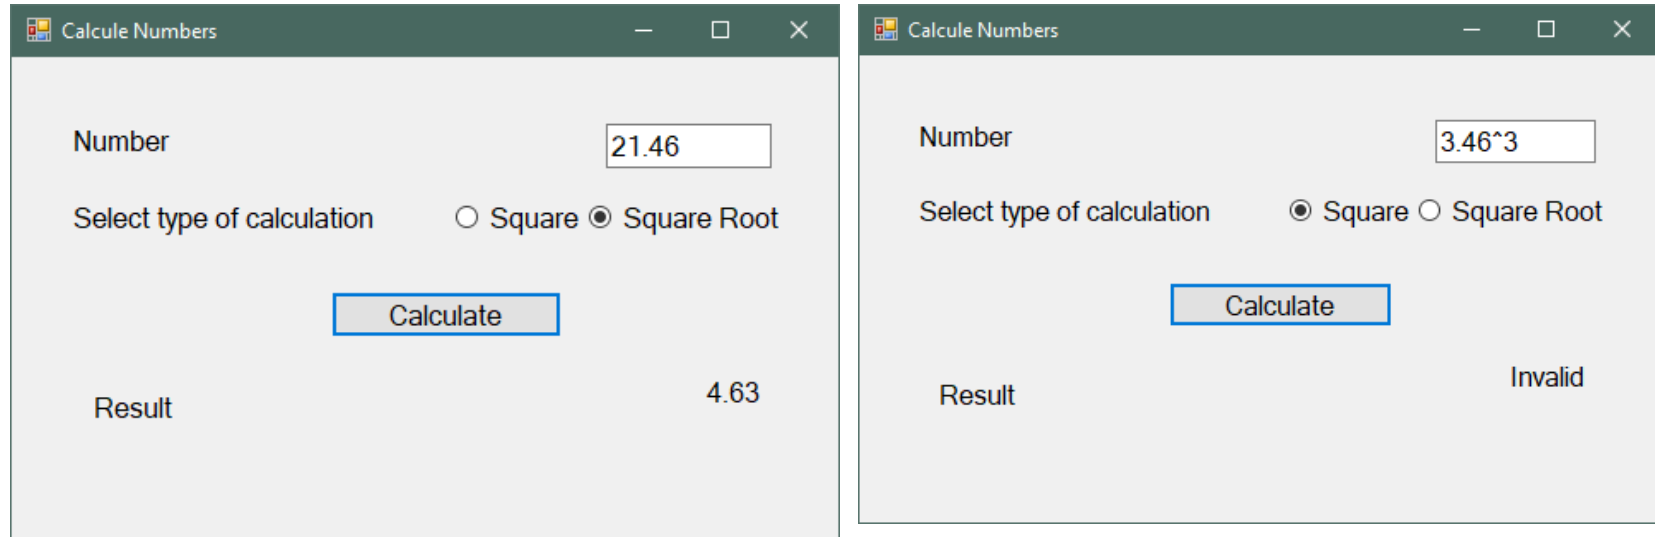 Calcule Numbers
Number 21.46
Select type of calculation Square Square Root
Calculate
Result 4.63
Calcule Numbers
Number 3.46^3
Select type of calculation Square Square Root
Calculate
Result Invalid